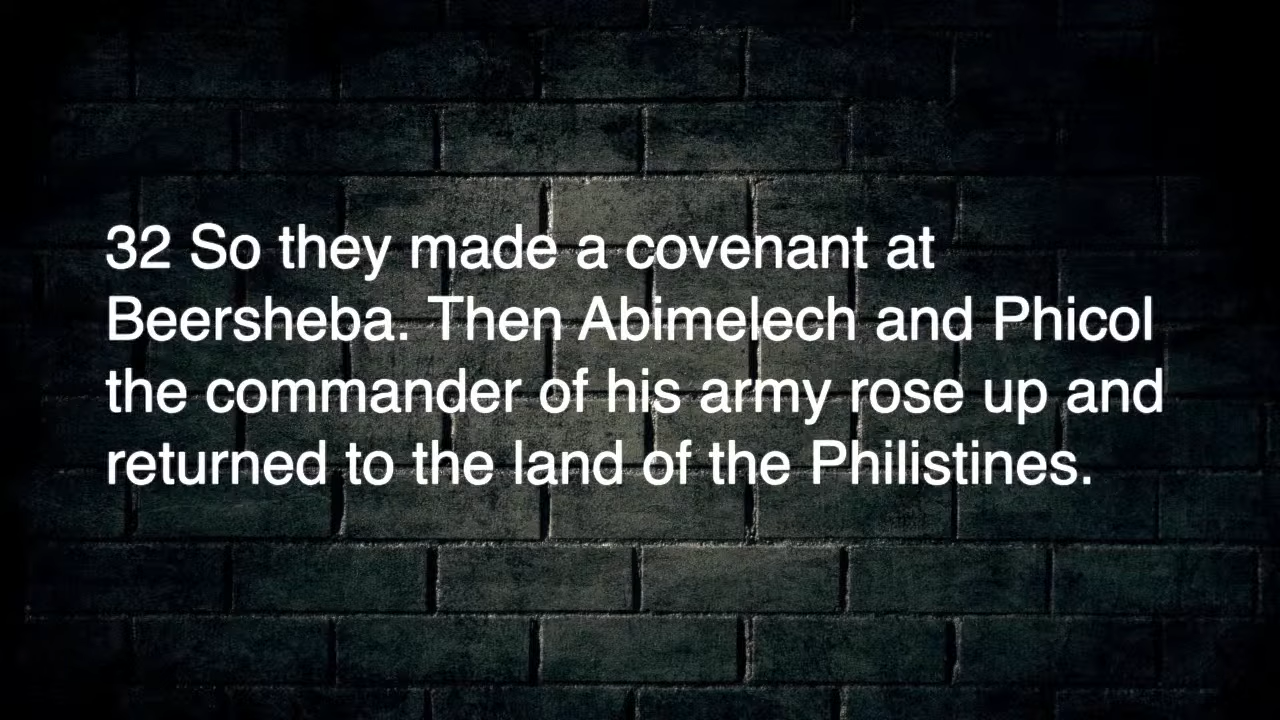 32 So they made a covenant at
Beersheba. Then Abimelech and Phicol
the commander of his army rose up and
returned to the land of the Philistines.